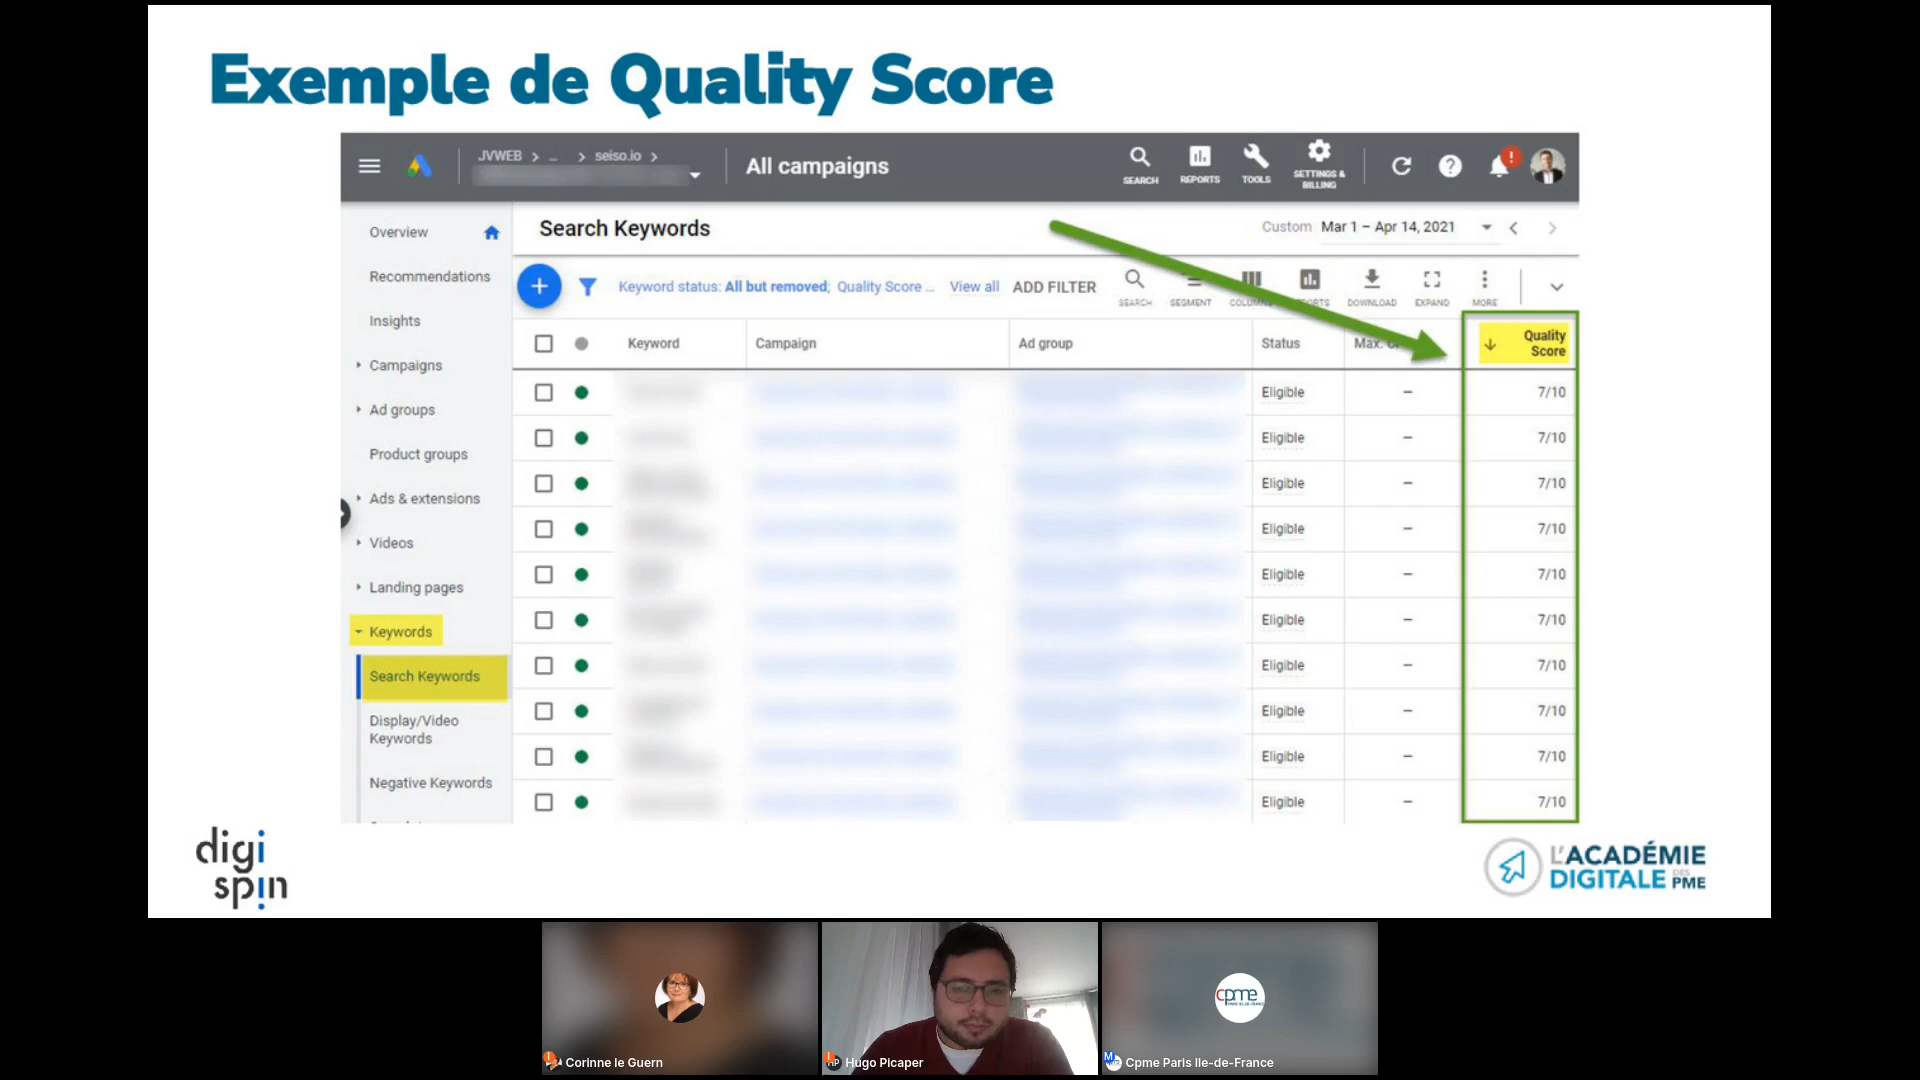 Exemple de Quality Score
JVWEB > ... > seiso.io >
All campaigns
SEARCH
REPORTS
TOOLS
SETTINGS & BILLING
Overview
Recommendations
Insights
Campaigns
Ad groups
Product groups
Ads & extensions
Videos
Landing pages
Keywords
Search Keywords
Display/Video
Keywords
Negative Keywords
Search Keywords
Custom Mar 1 – Apr 14, 2021
Keyword status: All but removed; Quality Score ... View all ADD FILTER
SEARCH
SEGMENT
DOWNLOAD
EXPAND
MORE
Keyword Campaign Ad group Status Max. Quality Score
Eligible – 7/10
Eligible – 7/10
Eligible – 7/10
Eligible – 7/10
Eligible – 7/10
Eligible – 7/10
Eligible – 7/10
Eligible – 7/10
Eligible – 7/10
Eligible – 7/10
digi
spin
L'ACADÉMIE
DIGITALE DES PME
cpme
Corinne le Guern
Hugo Picaper
Cpme Paris Ile-de-France